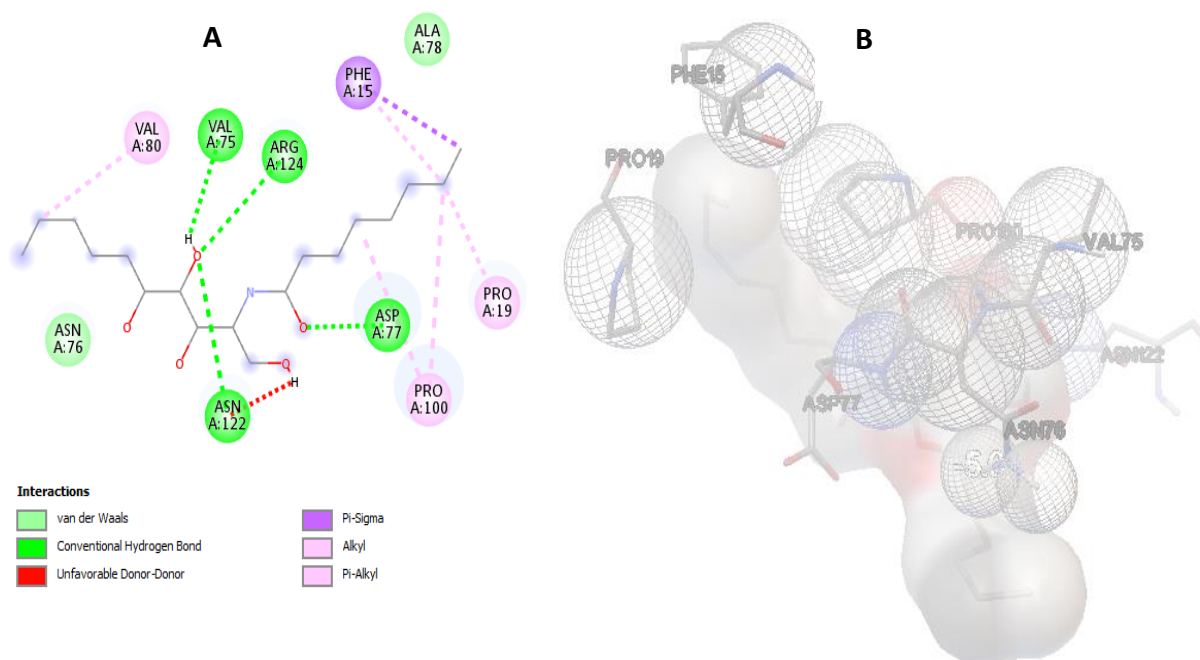 A
B
ALA
A:78
PHE
A:15
VAL
A:80
VAL
A:75
ARG
A:124
H
O
O
O
N
O
O
H
ASN
A:76
ASP
A:77
PRO
A:19
PRO
A:100
ASN
A:122
Interactions
van der Waals
Conventional Hydrogen Bond
Unfavorable Donor-Donor
Pi-Sigma
Alkyl
Pi-Alkyl
PHE15
PRO19
VAL75
ASN122
ASP77
ASN76